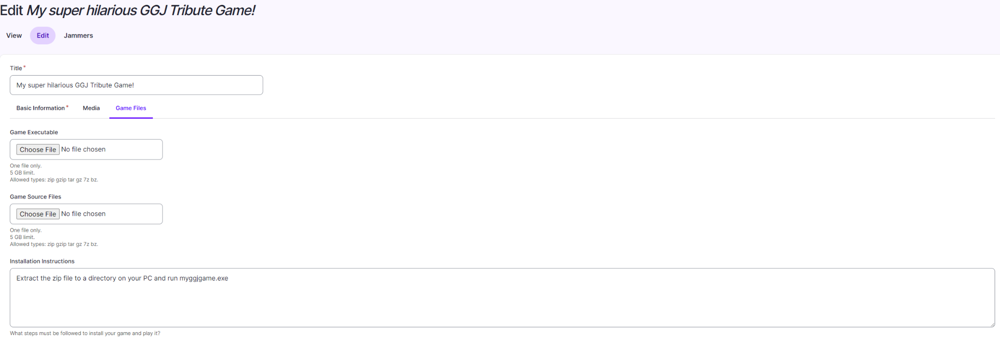 Edit My super hilarious GGJ Tribute Game!
View Edit Jammers
Title *
My super hilarious GGJ Tribute Game!
Basic Information * Media Game Files
Game Executable
Choose File No file chosen
One file only.
5 GB limit.
Allowed types: zip gzip tar gz 7z bz.
Game Source Files
Choose File No file chosen
One file only.
5 GB limit.
Allowed types: zip gzip tar gz 7z bz.
Installation Instructions
Extract the zip file to a directory on your PC and run myggjgame.exe
What steps must be followed to install your game and play it?